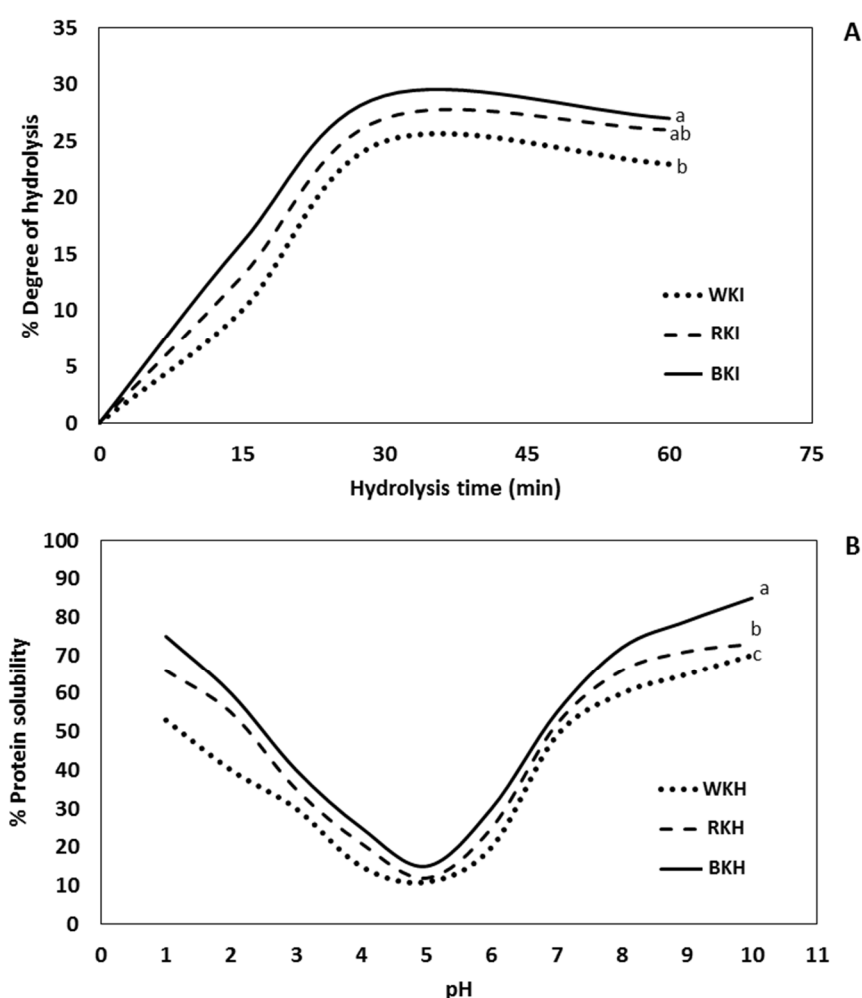 A
35
30
25
20
15
10
5
0
% Degree of hydrolysis
a
ab
b
WKI
RKI
BKI
0 15 30 45 60 75
Hydrolysis time (min)
B
100
90
80
70
60
50
40
30
20
10
0
% Protein solubility
a
b
c
WKH
RKH
BKH
0 1 2 3 4 5 6 7 8 9 10 11
pH